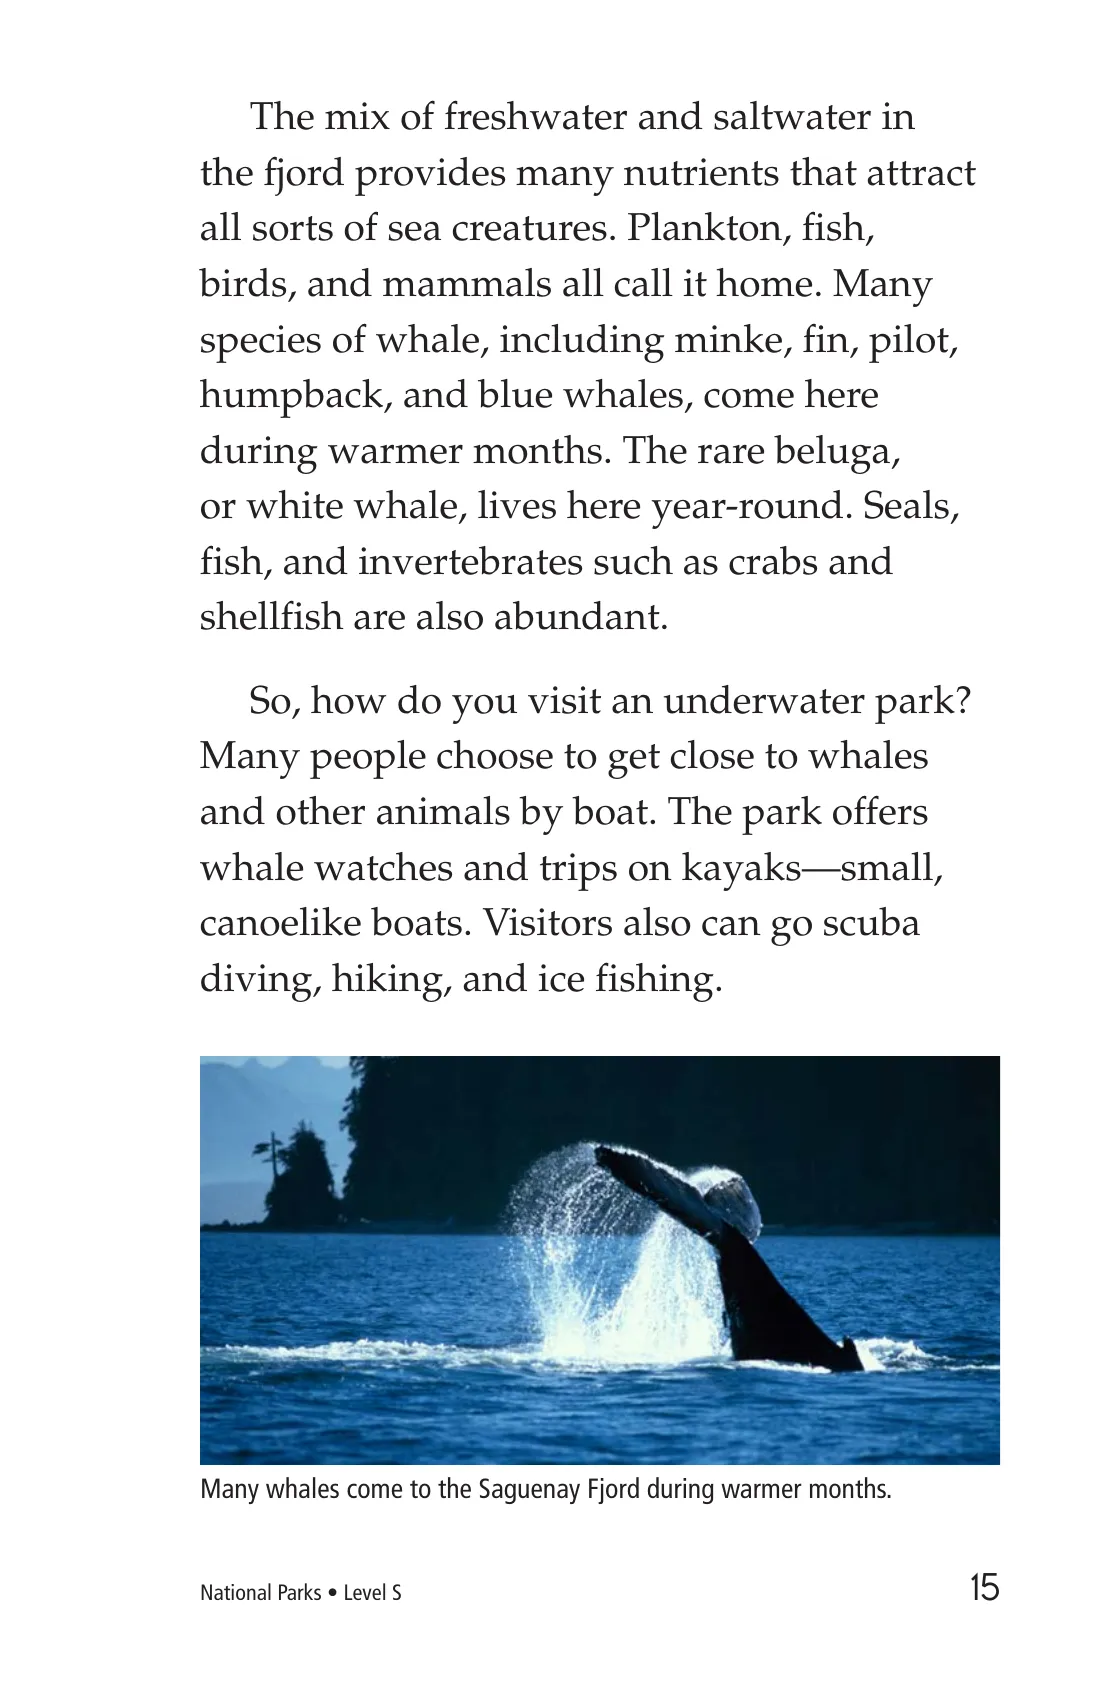 The mix of freshwater and saltwater in
the fjord provides many nutrients that attract
all sorts of sea creatures. Plankton, fish,
birds, and mammals all call it home. Many
species of whale, including minke, fin, pilot,
humpback, and blue whales, come here
during warmer months. The rare beluga,
or white whale, lives here year-round. Seals,
fish, and invertebrates such as crabs and
shellfish are also abundant.
So, how do you visit an underwater park?
Many people choose to get close to whales
and other animals by boat. The park offers
whale watches and trips on kayaks—small,
canoelike boats. Visitors also can go scuba
diving, hiking, and ice fishing.
Many whales come to the Saguenay Fjord during warmer months.
National Parks • Level S
15